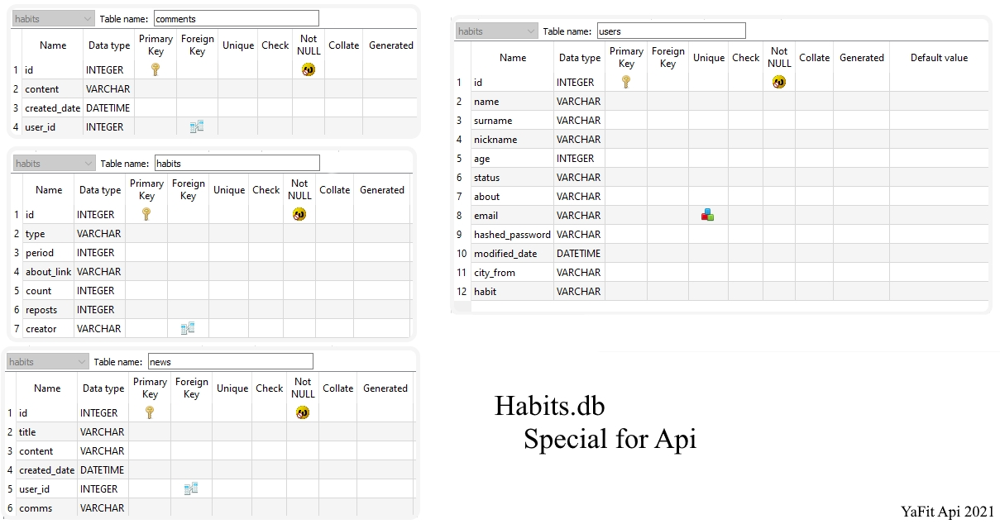 habits Table name: comments
Name Data type Primary Key Foreign Key Unique Check Not NULL Collate Generated
1 id INTEGER
2 content VARCHAR
3 created_date DATETIME
4 user_id INTEGER
habits Table name: habits
Name Data type Primary Key Foreign Key Unique Check Not NULL Collate Generated
1 id INTEGER
2 type VARCHAR
3 period INTEGER
4 about_link VARCHAR
5 count INTEGER
6 reposts INTEGER
7 creator VARCHAR
habits Table name: news
Name Data type Primary Key Foreign Key Unique Check Not NULL Collate Generated
1 id INTEGER
2 title VARCHAR
3 content VARCHAR
4 created_date DATETIME
5 user_id INTEGER
6 comms VARCHAR
habits Table name: users
Name Data type Primary Key Foreign Key Unique Check Not NULL Collate Generated Default value
1 id INTEGER
2 name VARCHAR
3 surname VARCHAR
4 nickname VARCHAR
5 age INTEGER
6 status VARCHAR
7 about VARCHAR
8 email VARCHAR
9 hashed_password VARCHAR
10 modified_date DATETIME
11 city_from VARCHAR
12 habit VARCHAR
Habits.db
Special for Api
YaFit Api 2021